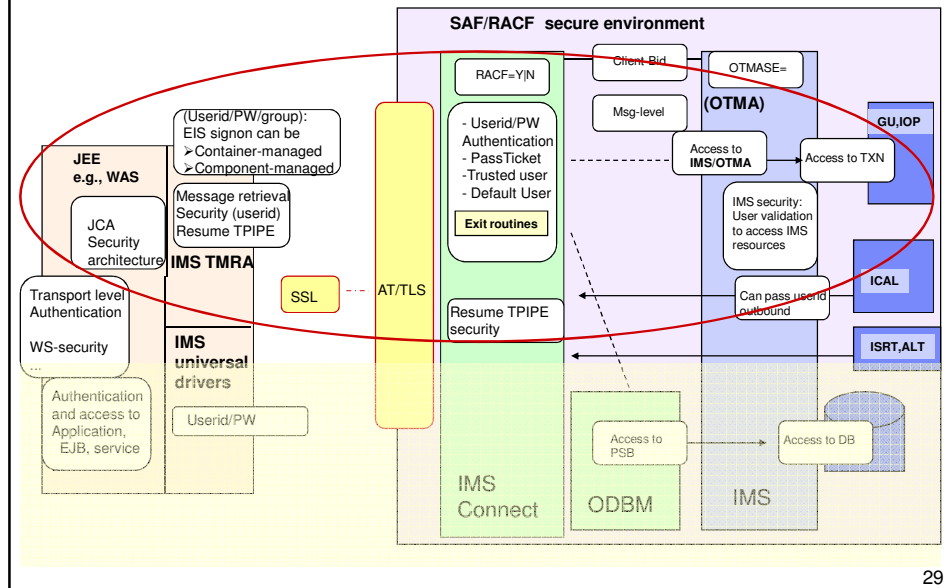 SAF/RACF secure environment
RACF=Y|N
Client-Bid
OTMASE=
(OTMA)
Msg-level
GU,IOP
(Userid/PW/group):
EIS signon can be
➢Container-managed
➢Component-managed
- Userid/PW
Authentication
- PassTicket
-Trusted user
- Default User
Exit routines
Access to
IMS/OTMA
Access to TXN
JEE
e.g., WAS
Message retrieval
Security (userid)
Resume TPIPE
IMS security:
User validation
to access IMS
resources
JCA
Security
architecture
IMS TMRA
SSL
AT/TLS
ICAL
Can pass userid
outbound
Transport level
Authentication
WS-security
...
Resume TPIPE
security
ISRT,ALT
IMS
universal
drivers
Authentication
and access to
Application,
EJB, service
Userid/PW
Access to
PSB
Access to DB
IMS
Connect
ODBM
IMS
29